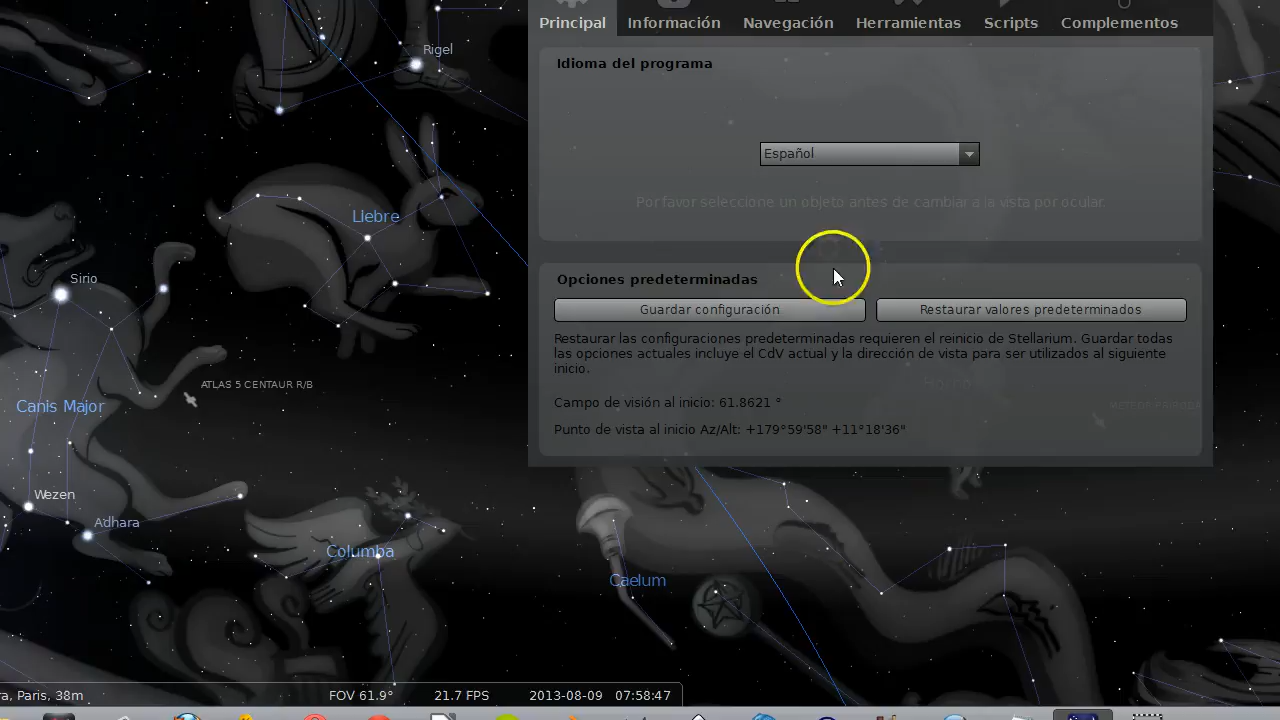 Principal Información Navegación Herramientas Scripts Complementos
Idioma del programa
Español
Por favor seleccione un objeto antes de cambiar a la vista por ocular
Opciones predeterminadas
Guardar configuración Restaurar valores predeterminados
Restaurar las configuraciones predeterminadas requieren el reinicio de Stellarium. Guardar todas
las opciones actuales incluye el CdV actual y la dirección de vista para ser utilizados al siguiente
inicio.
Campo de visión al inicio: 61.8621 °
Punto de vista al inicio Az/Alt: +179°59'58" +11°18'36"
Rigel
Llebre
Sirio
ATLAS 5 CENTAUR R/B
Canis Major
Wezen
Adhara
Columba
Caelum
Paris, 38m FOV 61.9° 21.7 FPS 2013-08-09 07:58:47